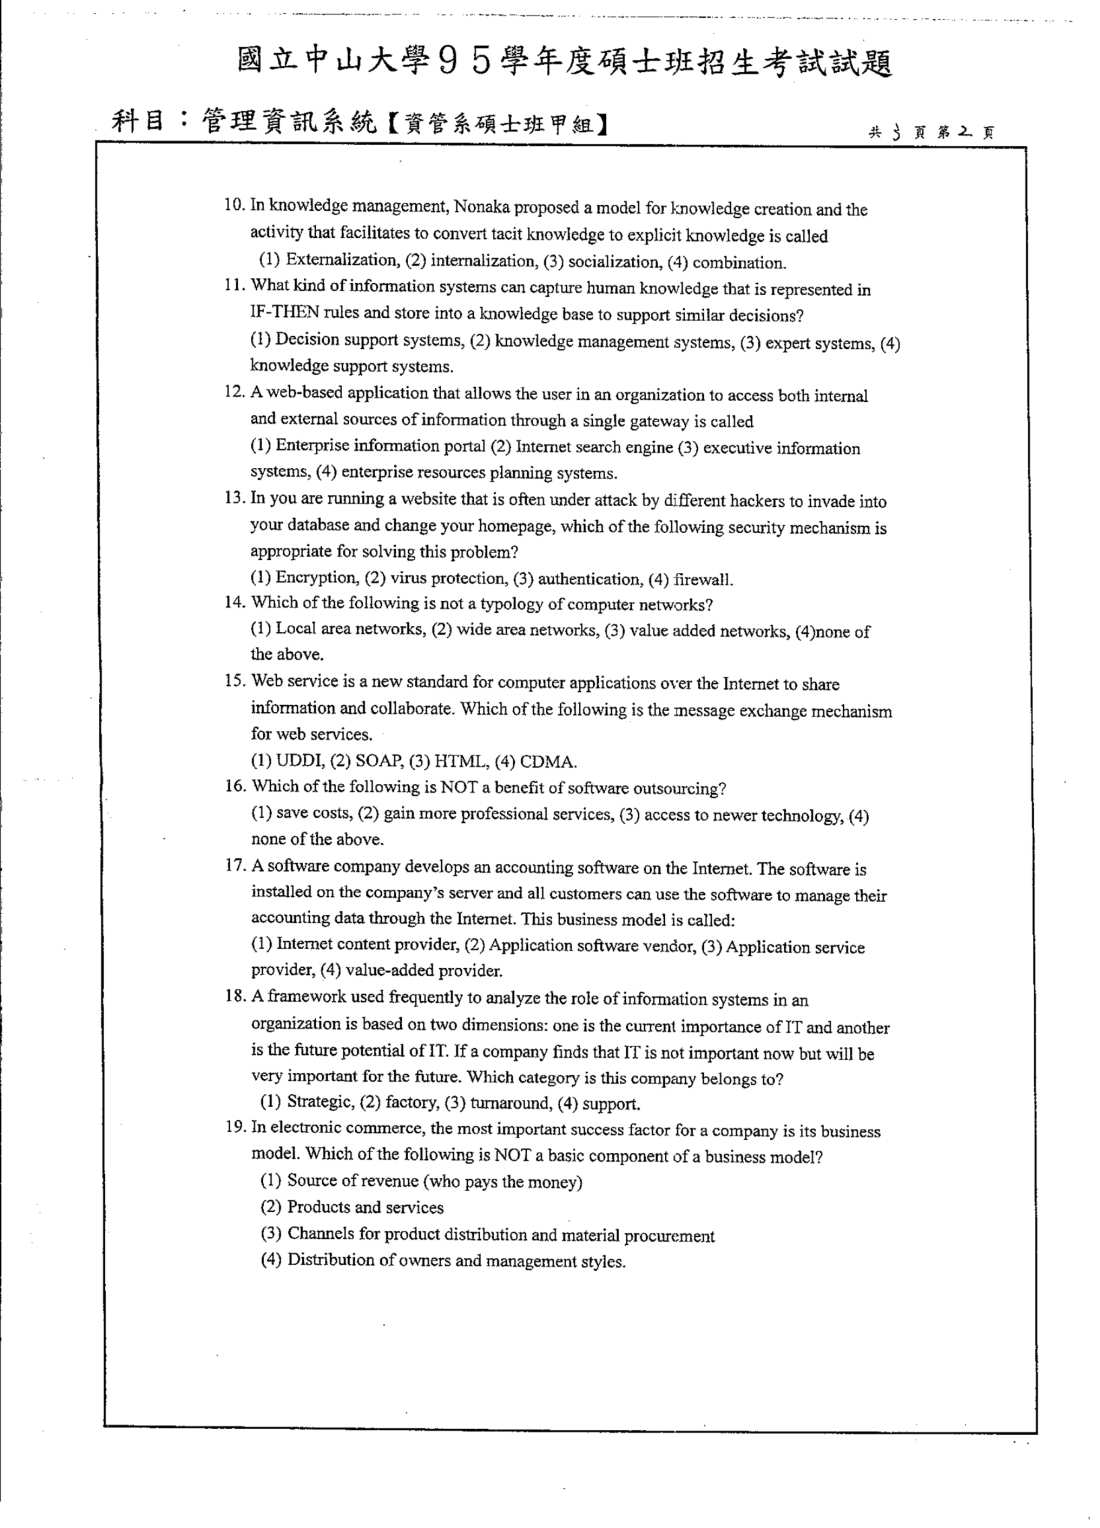 國立中山大學95學年度碩士班招生考試試題
科目：管理資訊系統【資管系碩士班甲組】
共3頁第2頁
10. In knowledge management, Nonaka proposed a model for knowledge creation and the
activity that facilitates to convert tacit knowledge to explicit knowledge is called
(1) Externalization, (2) internalization, (3) socialization, (4) combination.
11. What kind of information systems can capture human knowledge that is represented in
IF-THEN rules and store into a knowledge base to support similar decisions?
(1) Decision support systems, (2) knowledge management systems, (3) expert systems, (4)
knowledge support systems.
12. A web-based application that allows the user in an organization to access both internal
and external sources of information through a single gateway is called
(1) Enterprise information portal (2) Internet search engine (3) executive information
systems, (4) enterprise resources planning systems.
13. In you are running a website that is often under attack by different hackers to invade into
your database and change your homepage, which of the following security mechanism is
appropriate for solving this problem?
(1) Encryption, (2) virus protection, (3) authentication, (4) firewall.
14. Which of the following is not a typology of computer networks?
(1) Local area networks, (2) wide area networks, (3) value added networks, (4)none of
the above.
15. Web service is a new standard for computer applications over the Internet to share
information and collaborate. Which of the following is the message exchange mechanism
for web services.
(1) UDDI, (2) SOAP, (3) HTML, (4) CDMA.
16. Which of the following is NOT a benefit of software outsourcing?
(1) save costs, (2) gain more professional services, (3) access to newer technology, (4)
none of the above.
17. A software company develops an accounting software on the Internet. The software is
installed on the company's server and all customers can use the software to manage their
accounting data through the Internet. This business model is called:
(1) Internet content provider, (2) Application software vendor, (3) Application service
provider, (4) value-added provider.
18. A framework used frequently to analyze the role of information systems in an
organization is based on two dimensions: one is the current importance of IT and another
is the future potential of IT. If a company finds that IT is not important now but will be
very important for the future. Which category is this company belongs to?
(1) Strategic, (2) factory, (3) turnaround, (4) support.
19. In electronic commerce, the most important success factor for a company is its business
model. Which of the following is NOT a basic component of a business model?
(1) Source of revenue (who pays the money)
(2) Products and services
(3) Channels for product distribution and material procurement
(4) Distribution of owners and management styles.